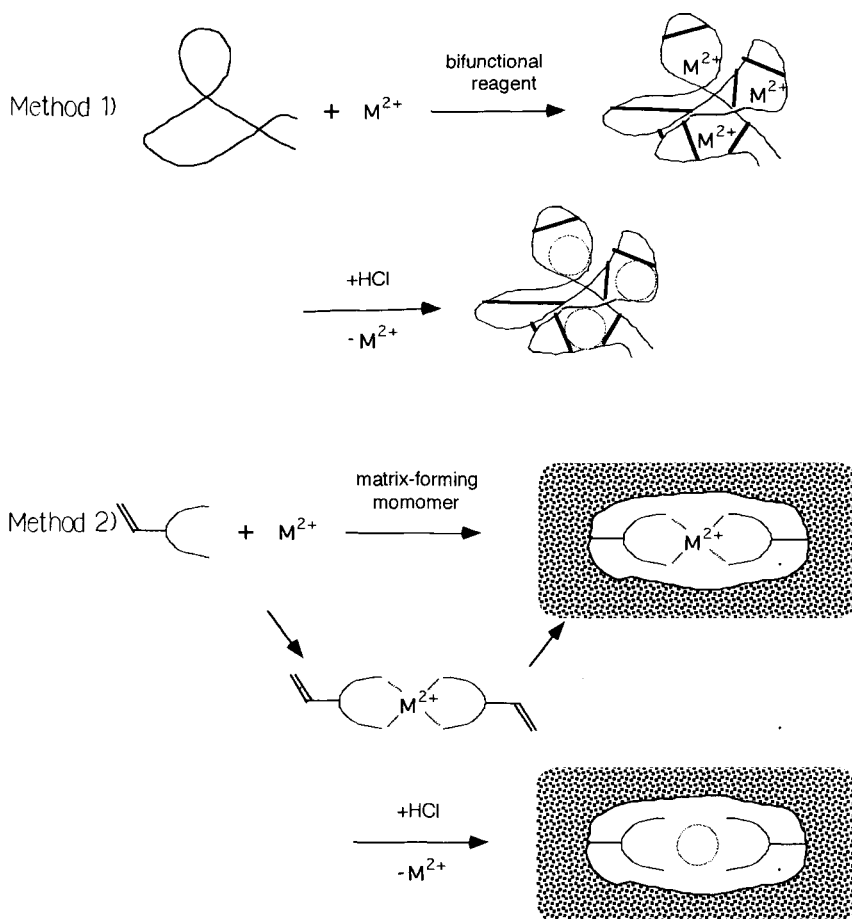 bifunctional
reagent
Method 1)
+ M²⁺
M²⁺
M²⁺
M²⁺
+HCl
- M²⁺
matrix-forming
momomer
Method 2)
+ M²⁺
M²⁺
M²⁺
+HCl
- M²⁺